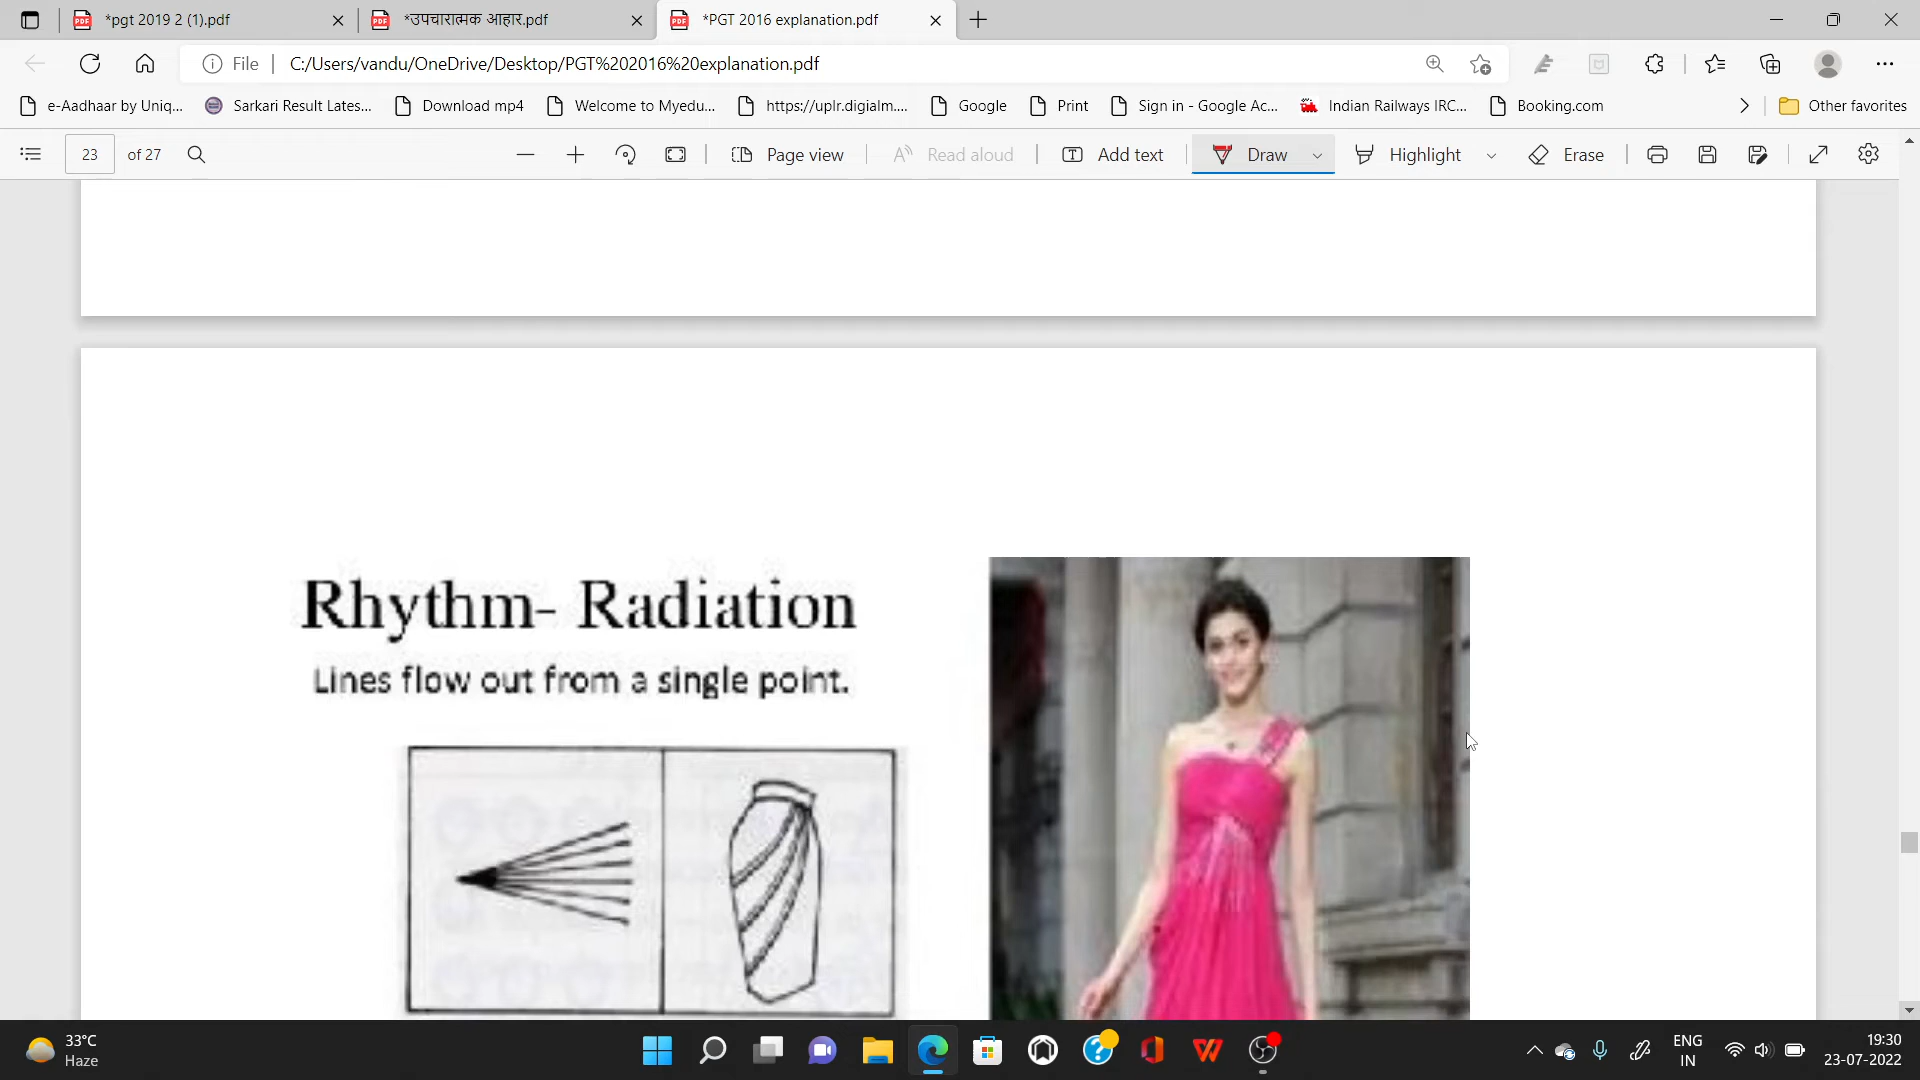 *pgt 2019 2 (1).pdf
*उपचारात्मक आहार.pdf
*PGT 2016 explanation.pdf
File
C:/Users/vandu/OneDrive/Desktop/PGT%202016%20explanation.pdf
e-Aadhaar by Uniq...
Sarkari Result Lates...
Download mp4
Welcome to Myedu...
https://uplr.digialm....
Google
Print
Sign in - Google Ac...
Indian Railways IRC...
Booking.com
Other favorites
23 of 27
Page view
Read aloud
Add text
Draw
Highlight
Erase
Rhythm- Radiation
Lines flow out from a single point.
33°C
Haze
ENG
IN
19:30
23-07-2022